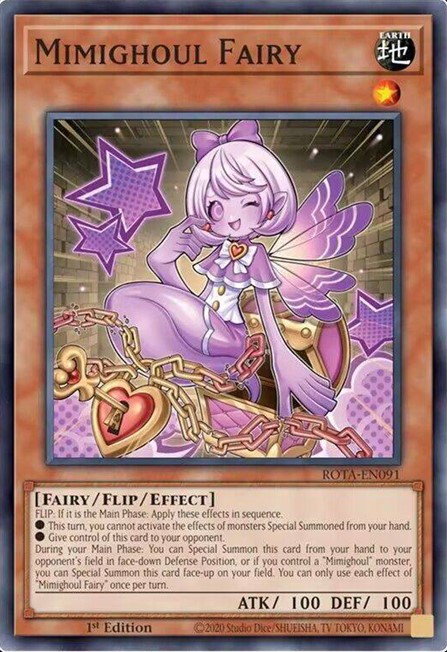 MIMIGHOUL FAIRY
EARTH
地
ROTA-EN091
[FAIRY/FLIP/EFFECT]
FLIP: If it is the Main Phase: Apply these effects in sequence.
● This turn, you cannot activate the effects of monsters Special Summoned from your hand.
● Give control of this card to your opponent.
During your Main Phase: You can Special Summon this card from your hand to
opponent's field in face-down Defense Position, or if you control a "Mimighoul" monster,
you can Special Summon this card face-up on your field. You can only use each effect of
"Mimighoul Fairy" once per turn.
ATK/ 100 DEF/ 100
1st Edition
©2020 Studio Dice/SHUEISHA, TV TOKYO, KONAMI